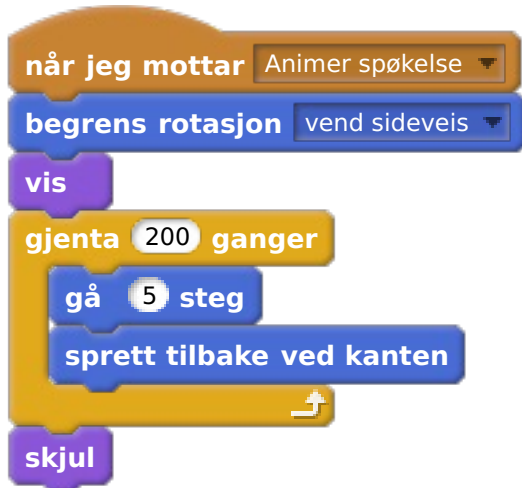 når jeg mottar Animer spøkelse
begrens rotasjon vend sideveis
vis
gjenta 200 ganger
gå 5 steg
sprett tilbake ved kanten
skjul